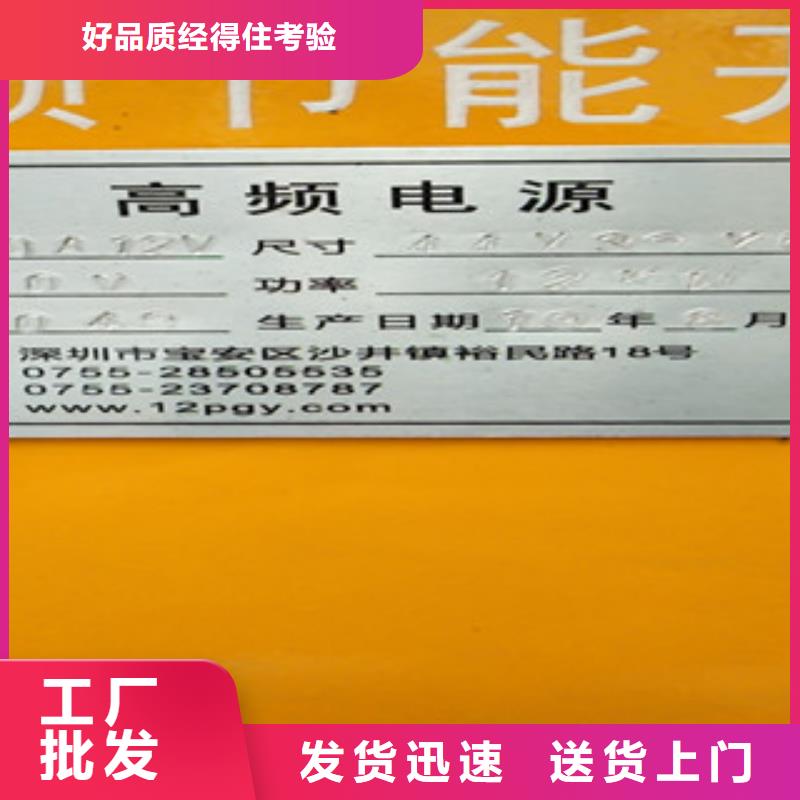 好品质经得住考验
节能
高频电源
12V 尺寸
功率
生产日期 年 月
深圳市宝安区沙井镇裕民路18号
0755-28505535
0755-23708787
www.12pgy.com
工厂
批发
发货迅速 送货上门